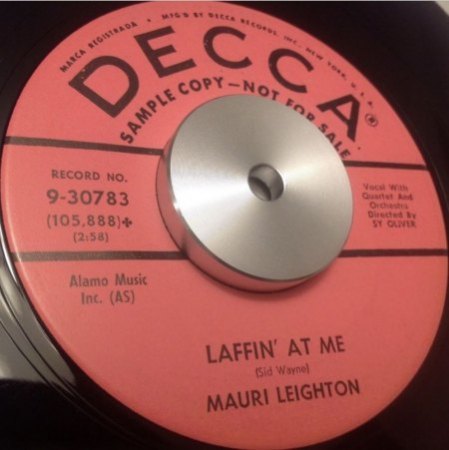 MARCA REGISTRADA • MFG'D BY DECCA RECORDS, INC., NEW YORK, U.S.A.
DECCA®
SAMPLE COPY—NOT FOR SALE
RECORD NO.
9-30783
(105,888)✢
(2:58)
Vocal With
Quartet And
Orchestra
Directed By
SY OLIVER
Alamo Music
Inc. (AS)
LAFFIN' AT ME
(Sid Wayne)
MAURI LEIGHTON